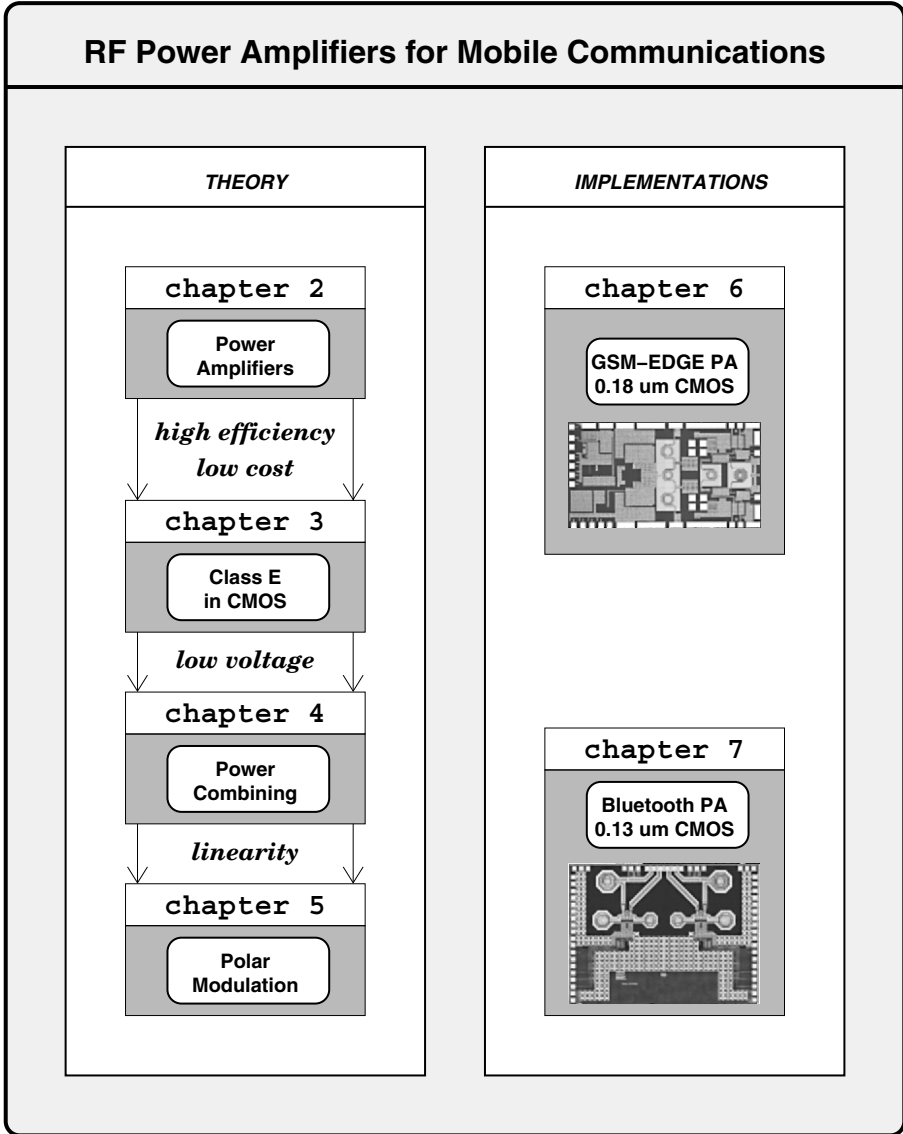 RF Power Amplifiers for Mobile Communications
THEORY
chapter 2
Power
Amplifiers
high efficiency
low cost
chapter 3
Class E
in CMOS
low voltage
chapter 4
Power
Combining
linearity
chapter 5
Polar
Modulation
IMPLEMENTATIONS
chapter 6
GSM−EDGE PA
0.18 um CMOS
chapter 7
Bluetooth PA
0.13 um CMOS